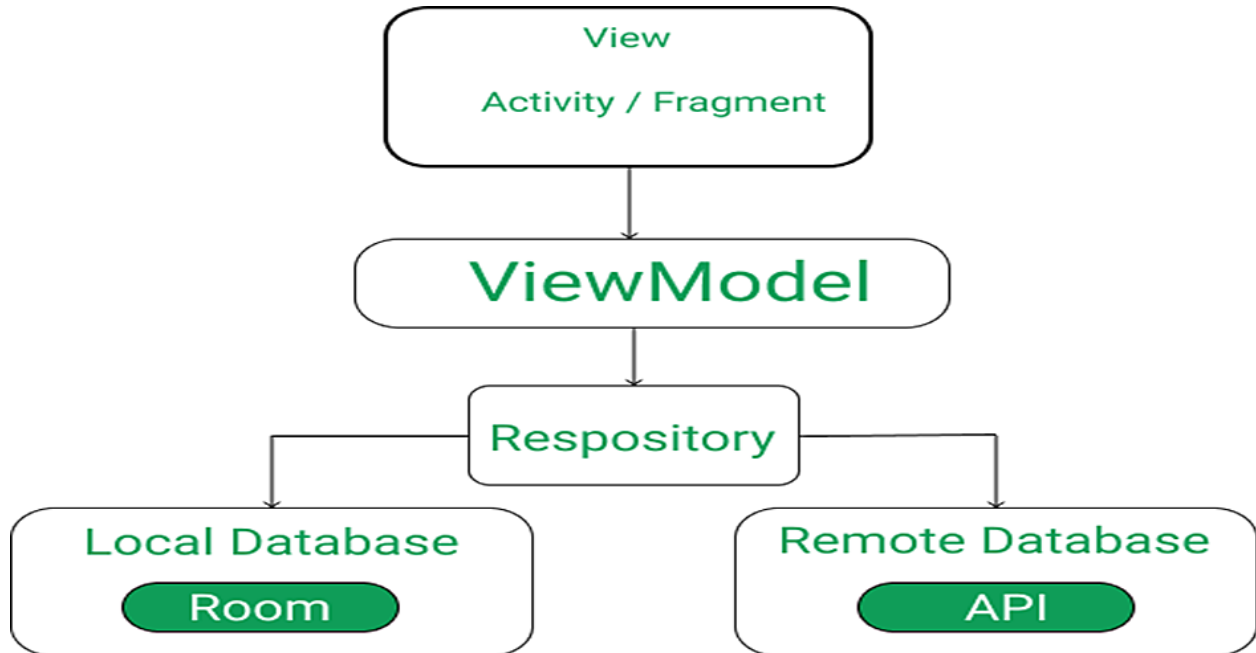 View
Activity / Fragment
ViewModel
Respository
Local Database
Room
Remote Database
API